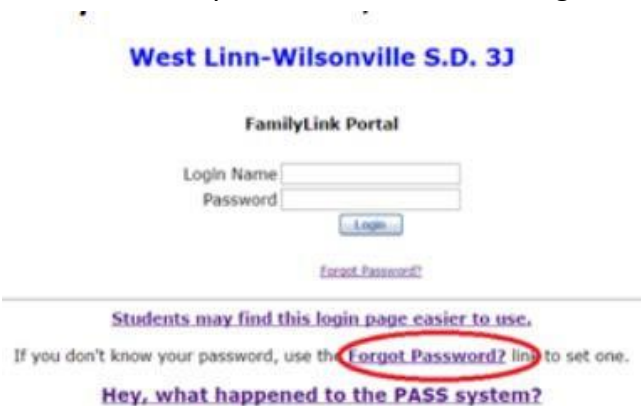 West Linn-Wilsonville S.D. 3J
FamilyLink Portal
Login Name
Password
Login
Forgot Password?
Students may find this login page easier to use.
If you don't know your password, use the Forgot Password? link to set one.
Hey, what happened to the PASS system?